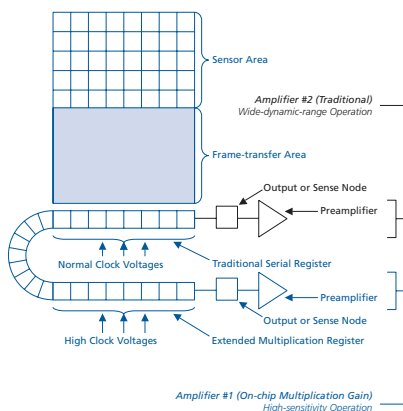 Sensor Area
Amplifier #2 (Traditional)
Wide-dynamic-range Operation
Frame-transfer Area
Output or Sense Node
Preamplifier
Normal Clock Voltages
Traditional Serial Register
Preamplifier
Output or Sense Node
High Clock Voltages
Extended Multiplication Register
Amplifier #1 (On-chip Multiplication Gain)
High-sensitivity Operation